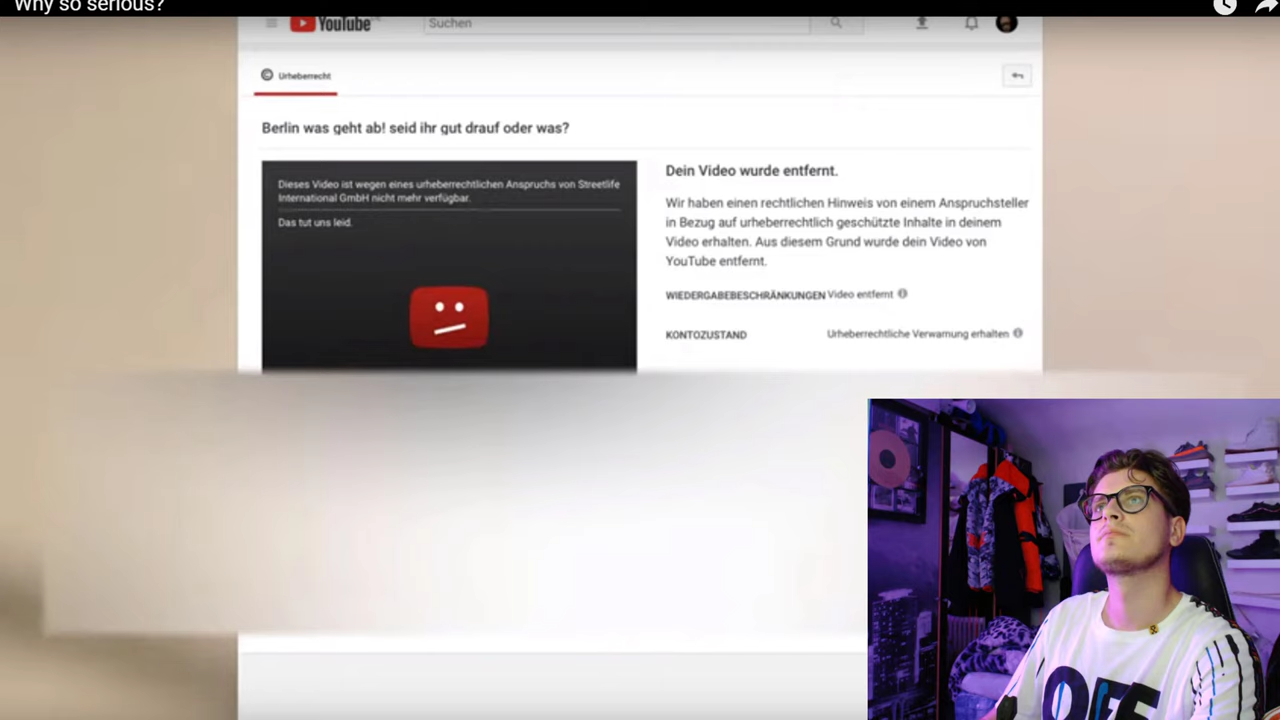 Why so serious?
YouTube
Suchen
Urheberrecht
Berlin was geht ab! seid ihr gut drauf oder was?
Dieses Video ist wegen eines urheberrechtlichen Anspruchs von Streetlife
International GmbH nicht mehr verfügbar.
Das tut uns leid.
Dein Video wurde entfernt.
Wir haben einen rechtlichen Hinweis von einem Anspruchsteller
in Bezug auf urheberrechtlich geschützte Inhalte in deinem
Video erhalten. Aus diesem Grund wurde dein Video von
YouTube entfernt.
WIEDERGABEBESCHRÄNKUNGEN Video entfernt
KONTOZUSTAND Urheberrechtliche Verwarnung erhalten
OFF